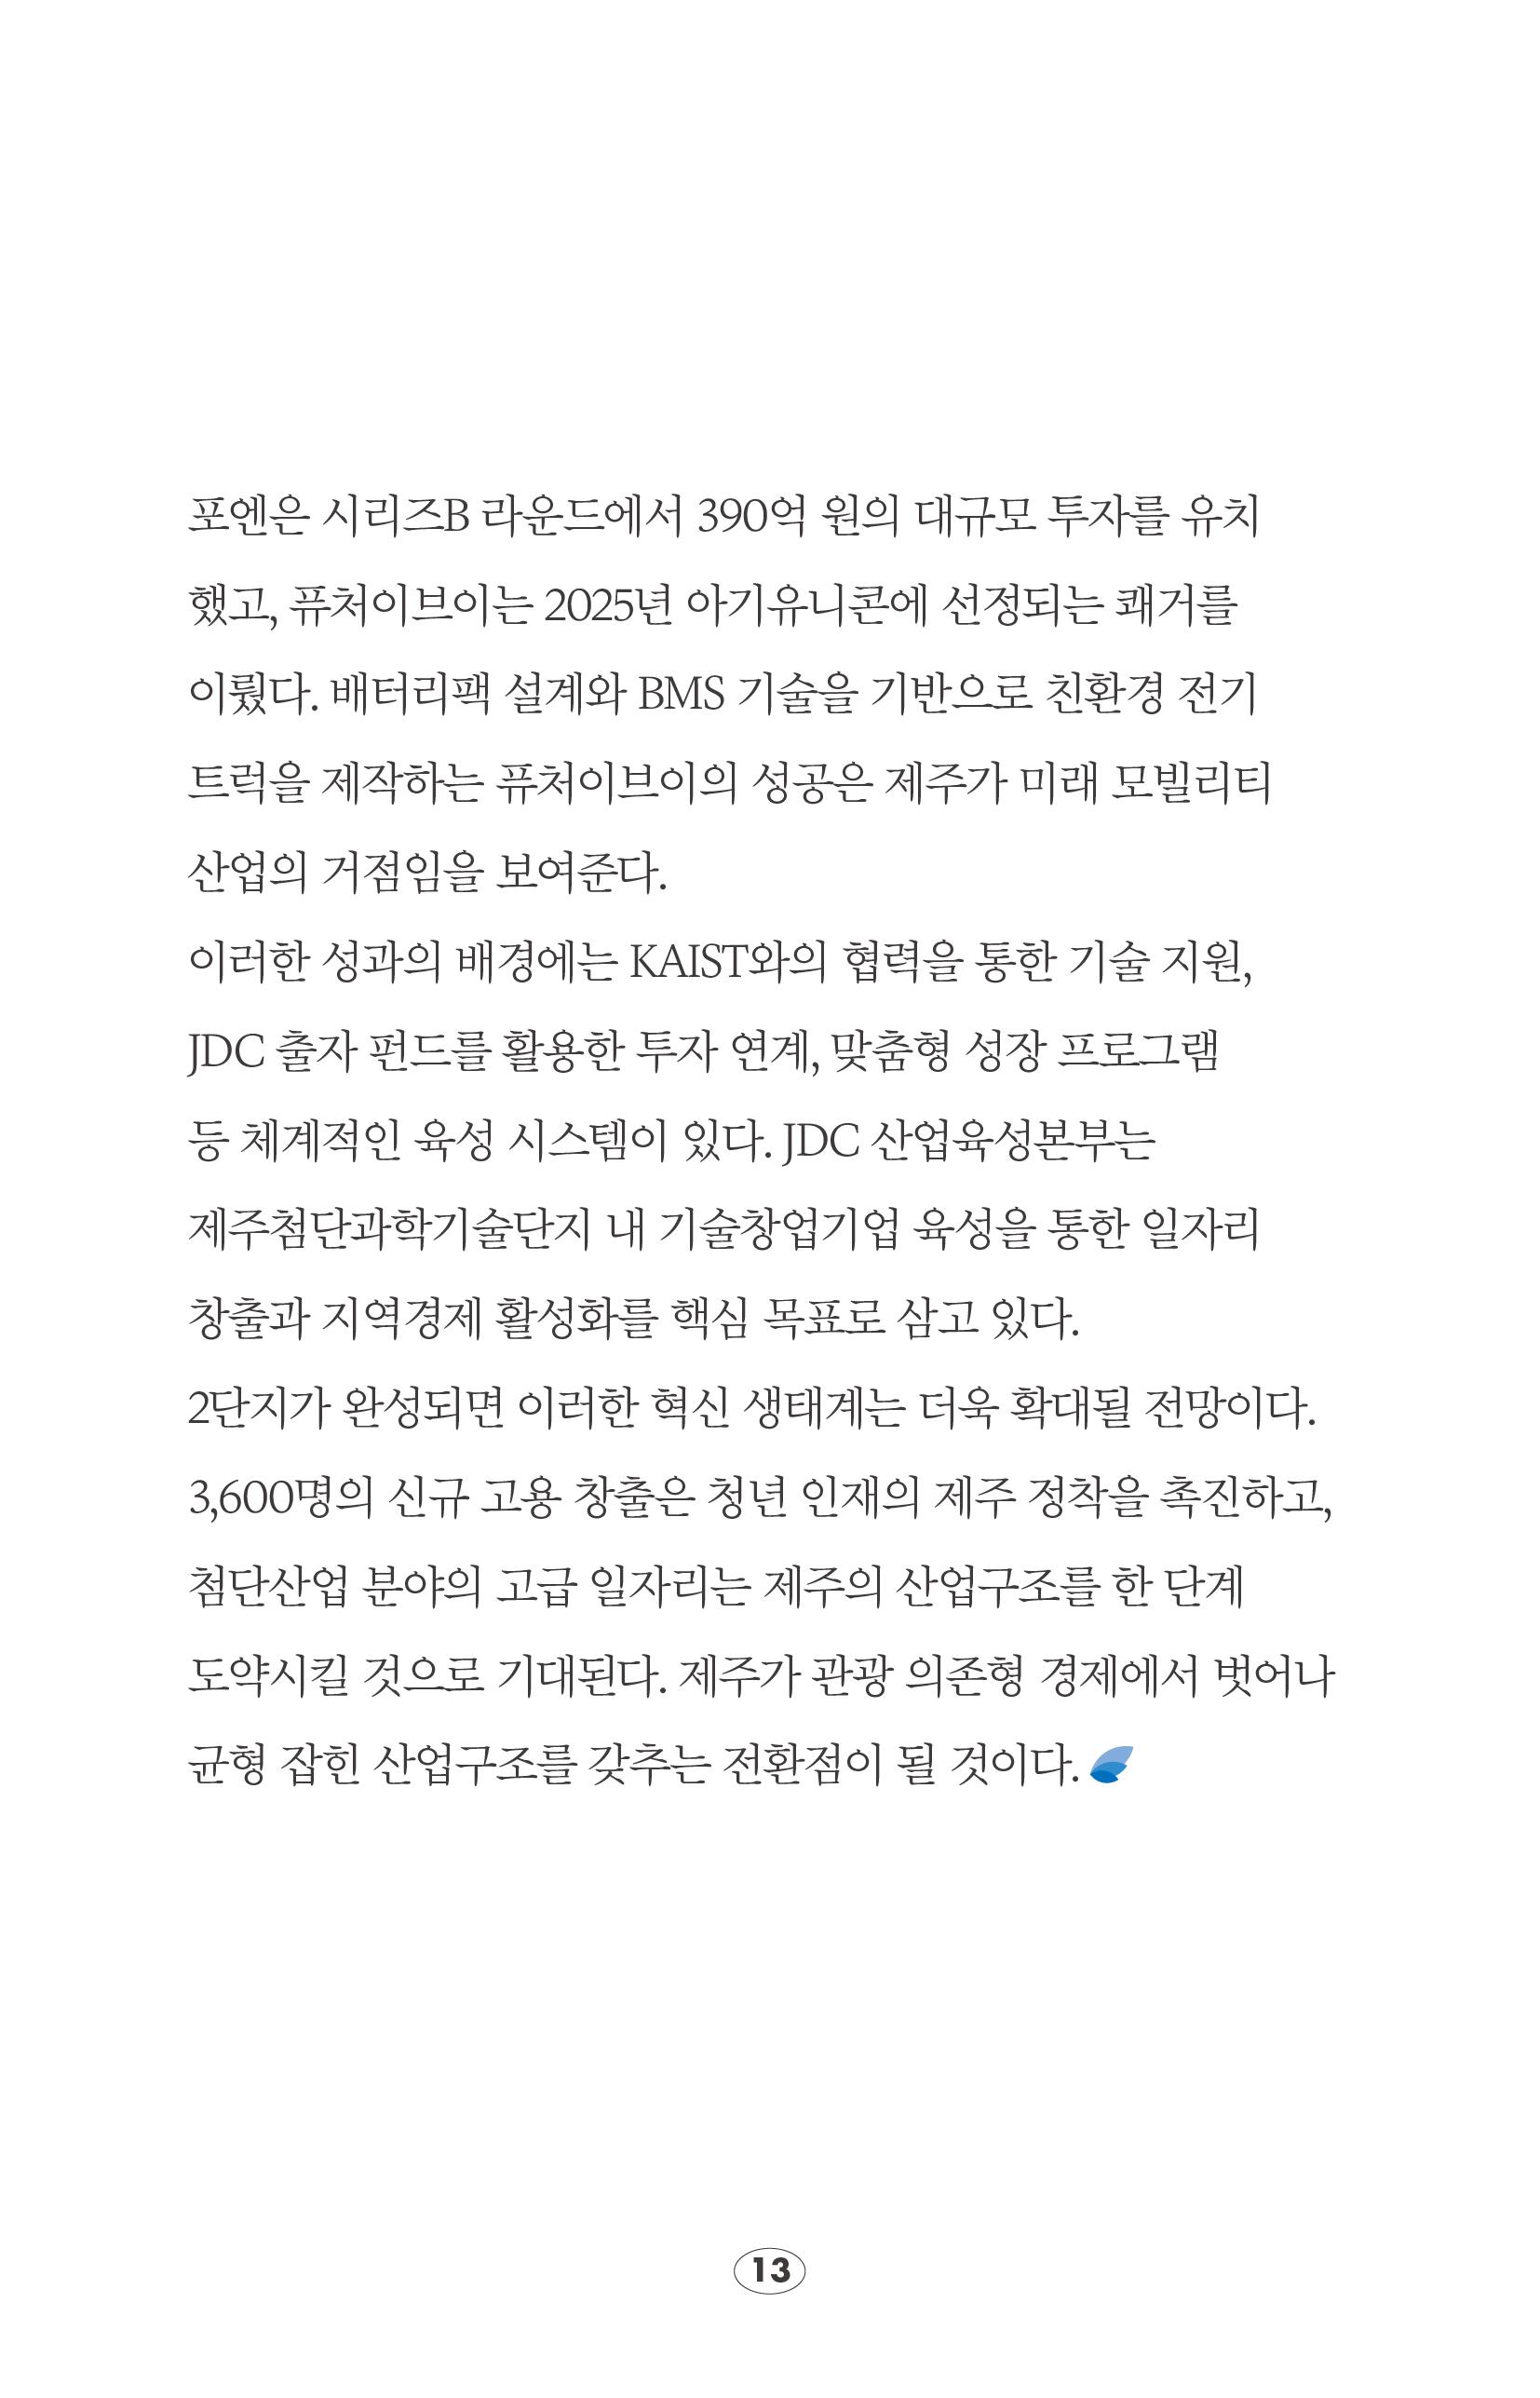 포엔은 시리즈B 라운드에서 390억 원의 대규모 투자를 유치
했고, 퓨처이브이는 2025년 아기유니콘에 선정되는 쾌거를
이뤘다. 배터리팩 설계와 BMS 기술을 기반으로 친환경 전기
트럭을 제작하는 퓨처이브이의 성공은 제주가 미래 모빌리티
산업의 거점임을 보여준다.
이러한 성과의 배경에는 KAIST와의 협력을 통한 기술 지원,
JDC 출자 펀드를 활용한 투자 연계, 맞춤형 성장 프로그램
등 체계적인 육성 시스템이 있다. JDC 산업육성본부는
제주첨단과학기술단지 내 기술창업기업 육성을 통한 일자리
창출과 지역경제 활성화를 핵심 목표로 삼고 있다.
2단지가 완성되면 이러한 혁신 생태계는 더욱 확대될 전망이다.
3,600명의 신규 고용 창출은 청년 인재의 제주 정착을 촉진하고,
첨단산업 분야의 고급 일자리는 제주의 산업구조를 한 단계
도약시킬 것으로 기대된다. 제주가 관광 의존형 경제에서 벗어나
균형 잡힌 산업구조를 갖추는 전환점이 될 것이다.
13